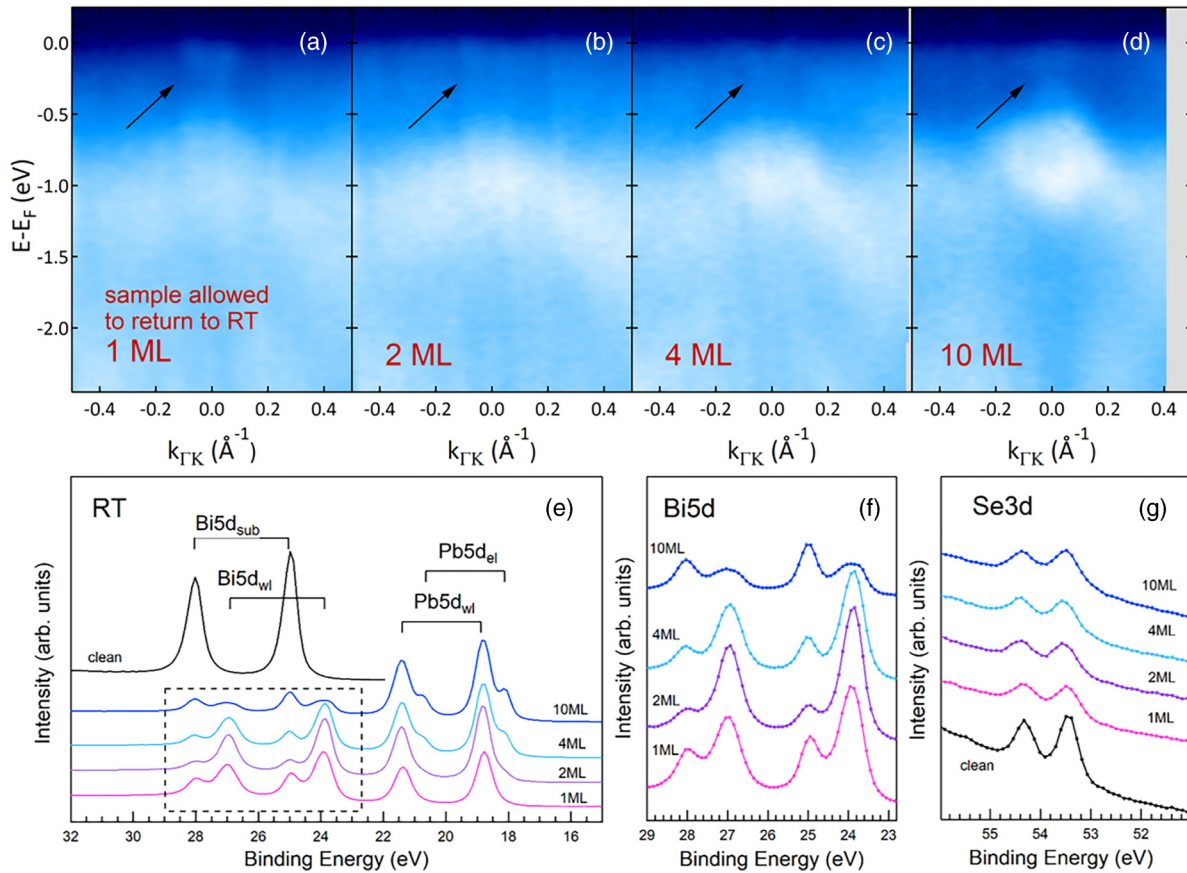 (a) (b) (c) (d)
E-E_F (eV)
0.0
-0.5
-1.0
-1.5
-2.0
sample allowed
to return to RT
1 ML 2 ML 4 ML 10 ML
-0.4 -0.2 0.0 0.2 0.4 -0.4 -0.2 0.0 0.2 0.4 -0.4 -0.2 0.0 0.2 0.4 -0.4 -0.2 0.0 0.2 0.4
k_ΓK (Å⁻¹) k_ΓK (Å⁻¹) k_ΓK (Å⁻¹) k_ΓK (Å⁻¹)
RT (e)
Bi5d_sub
Bi5d_wl
Pb5d_el
Pb5d_wl
clean
10ML
4ML
2ML
1ML
Intensity (arb. units)
32 30 28 26 24 22 20 18 16
Binding Energy (eV)
Bi5d (f)
10ML
4ML
2ML
1ML
Intensity (arb. units)
29 28 27 26 25 24 23
Binding Energy (eV)
Se3d (g)
10ML
4ML
2ML
1ML
clean
Intensity (arb. units)
55 54 53 52
Binding Energy (eV)